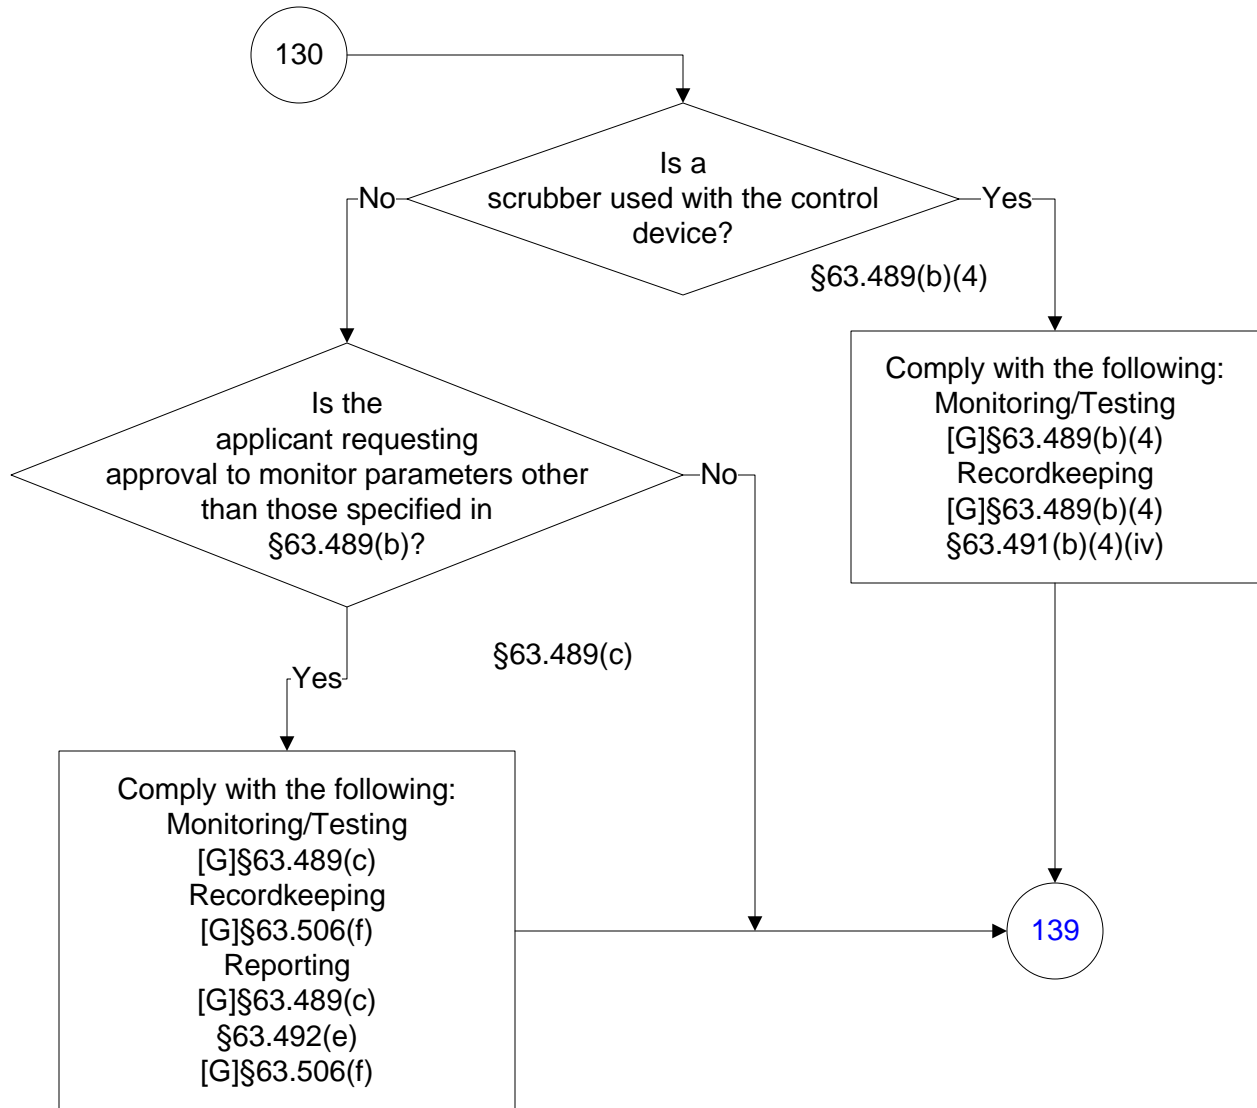 130
Is a
scrubber used with the control
device?
No
Yes
§63.489(b)(4)
Comply with the following:
Monitoring/Testing
[G]§63.489(b)(4)
Recordkeeping
[G]§63.489(b)(4)
§63.491(b)(4)(iv)
Is the
applicant requesting
approval to monitor parameters other
than those specified in
§63.489(b)?
No
§63.489(c)
Yes
Comply with the following:
Monitoring/Testing
[G]§63.489(c)
Recordkeeping
[G]§63.506(f)
Reporting
[G]§63.489(c)
§63.492(e)
[G]§63.506(f)
139